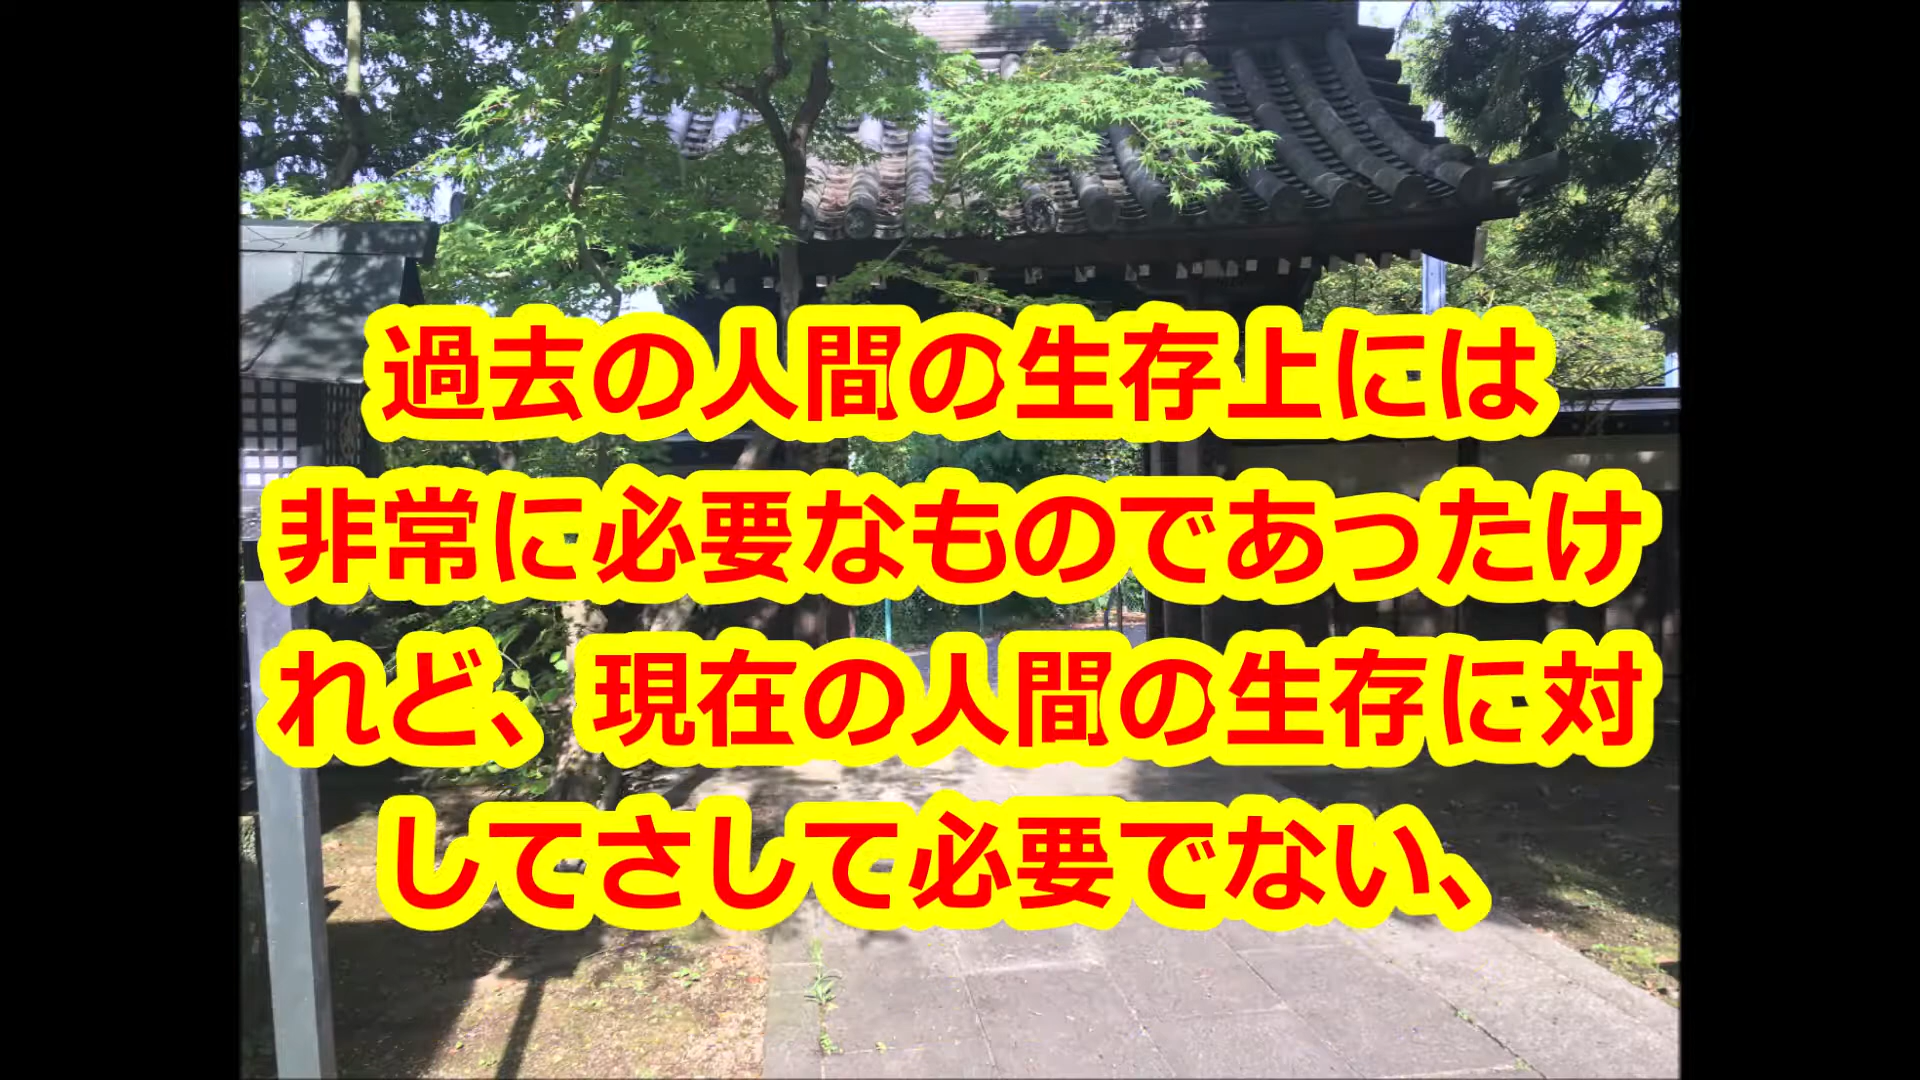 過去の人間の生存上には
非常に必要なものであったけ
れど、現在の人間の生存に対
してさして必要でない、